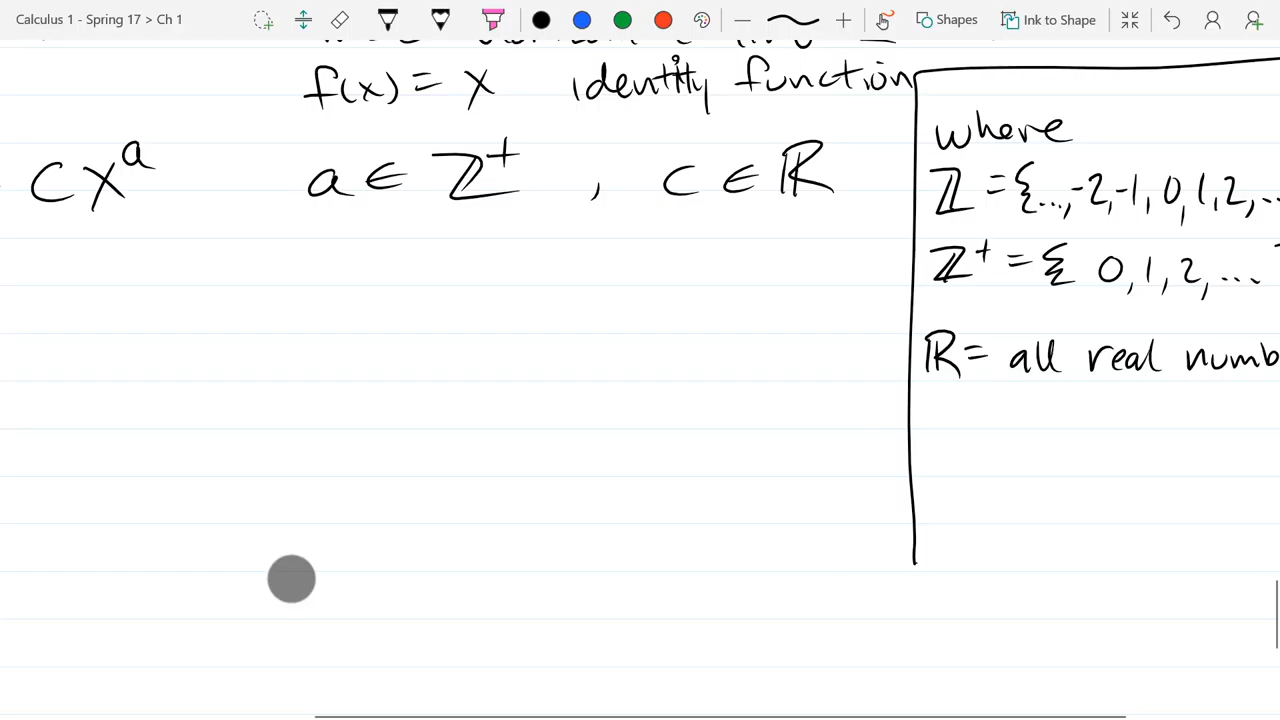 Calculus 1 - Spring 17 > Ch 1
Shapes
Ink to Shape
f(x) = x identity function
cx^a a ∈ ℤ^+ , c ∈ ℝ
where
ℤ = {..., -2, -1, 0, 1, 2, ...
ℤ^+ = { 0, 1, 2, ...
ℝ = all real numb